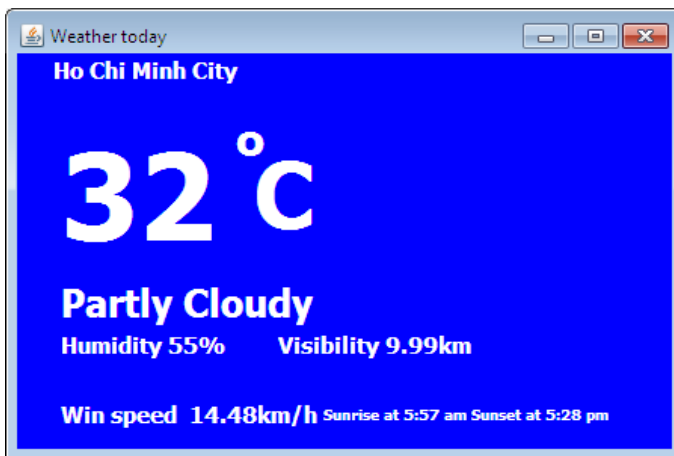 Weather today
Ho Chi Minh City
32 °C
Partly Cloudy
Humidity 55% Visibility 9.99km
Win speed 14.48km/h Sunrise at 5:57 am Sunset at 5:28 pm